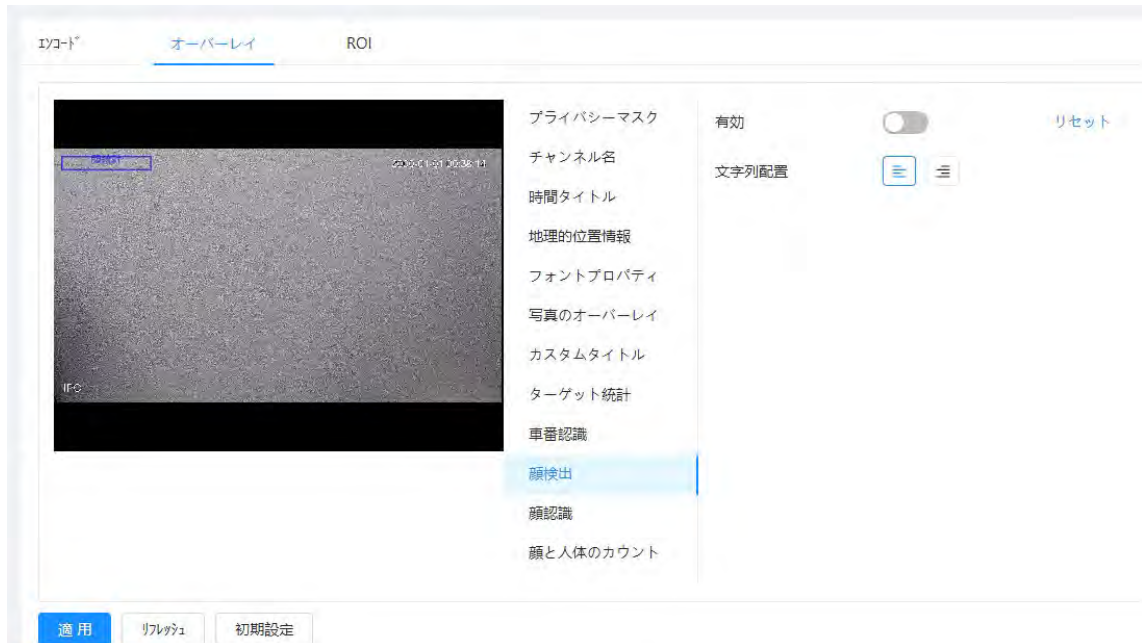 ｴﾝｺｰﾄﾞ オーバーレイ ROI
プライバシーマスク
チャンネル名
時間タイトル
地理的位置情報
フォントプロパティ
写真のオーバーレイ
カスタムタイトル
ターゲット統計
車番認識
顔検出
顔認識
顔と人体のカウント
有効 リセット
文字列配置
適用 ﾘﾌﾚｯｼｭ 初期設定